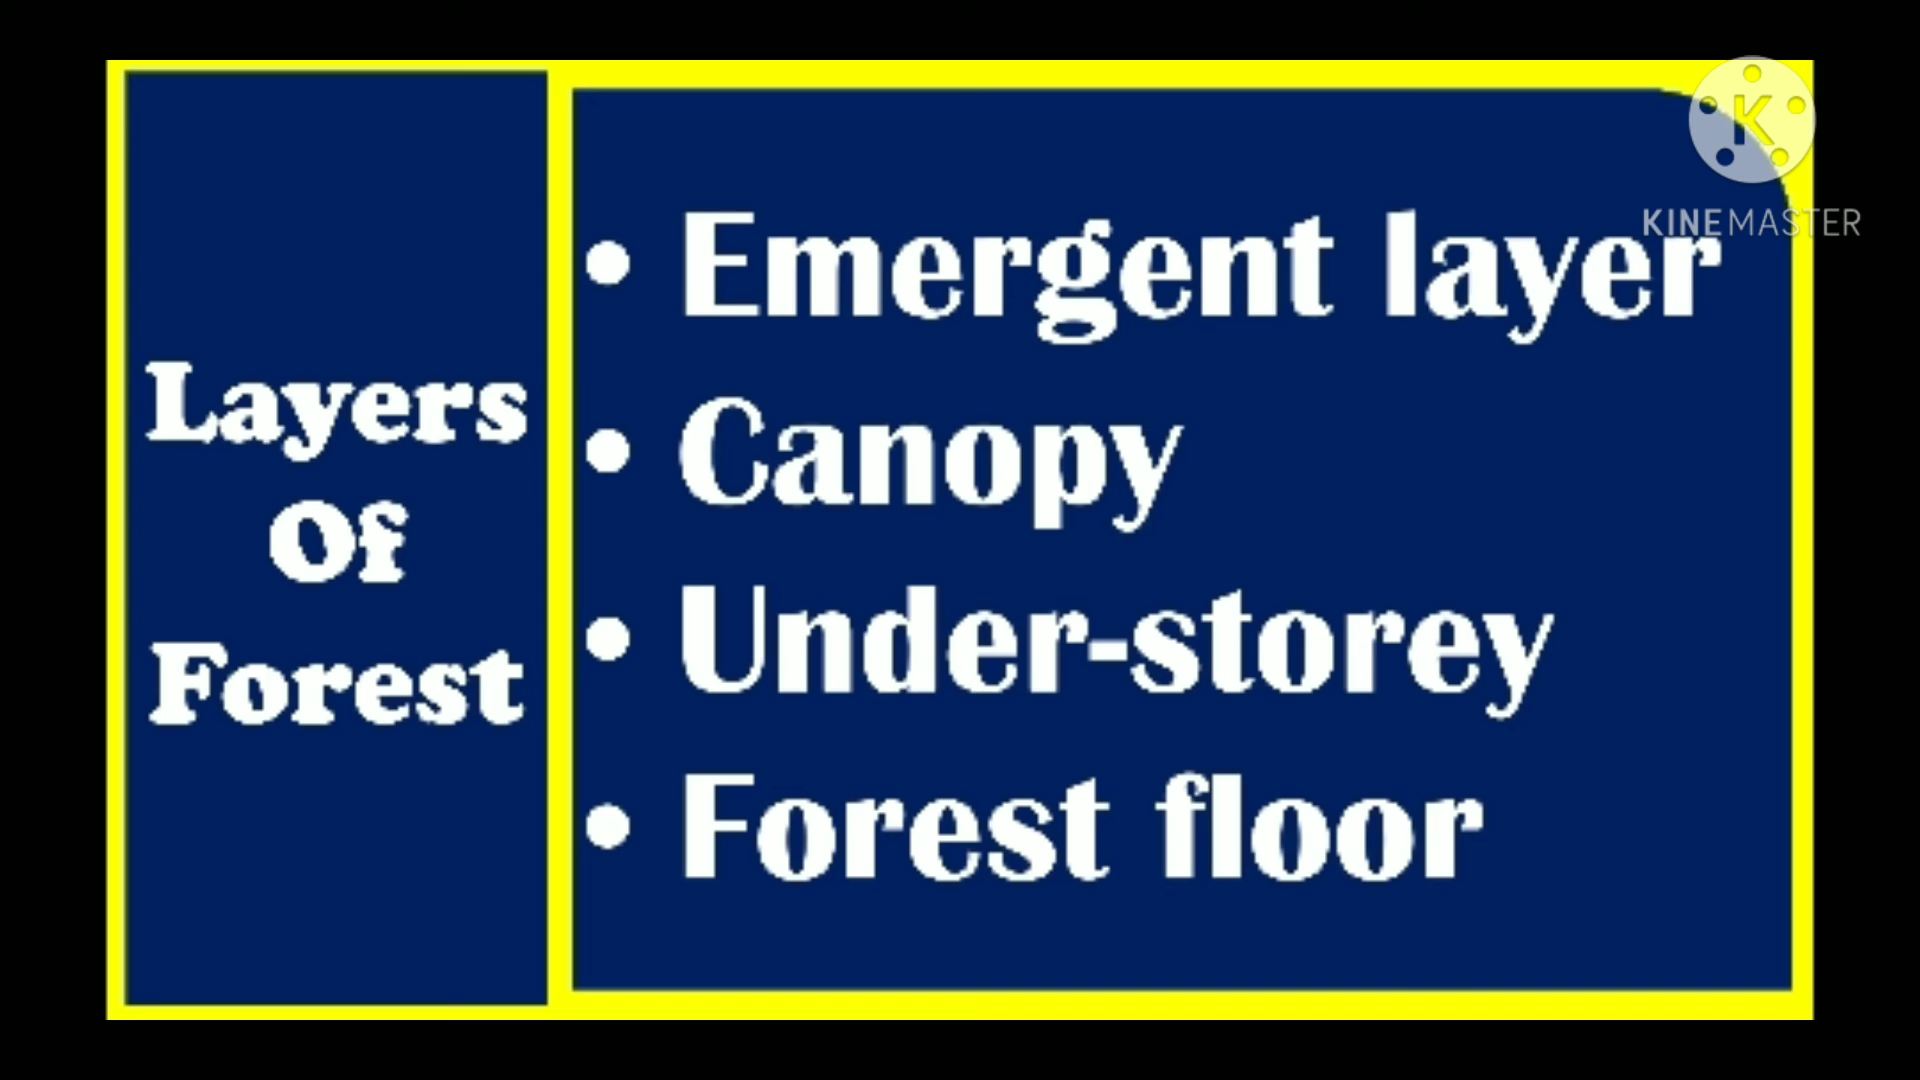 Layers
Of
Forest
• Emergent layer
• Canopy
• Under-storey
• Forest floor
K
KINEMASTER